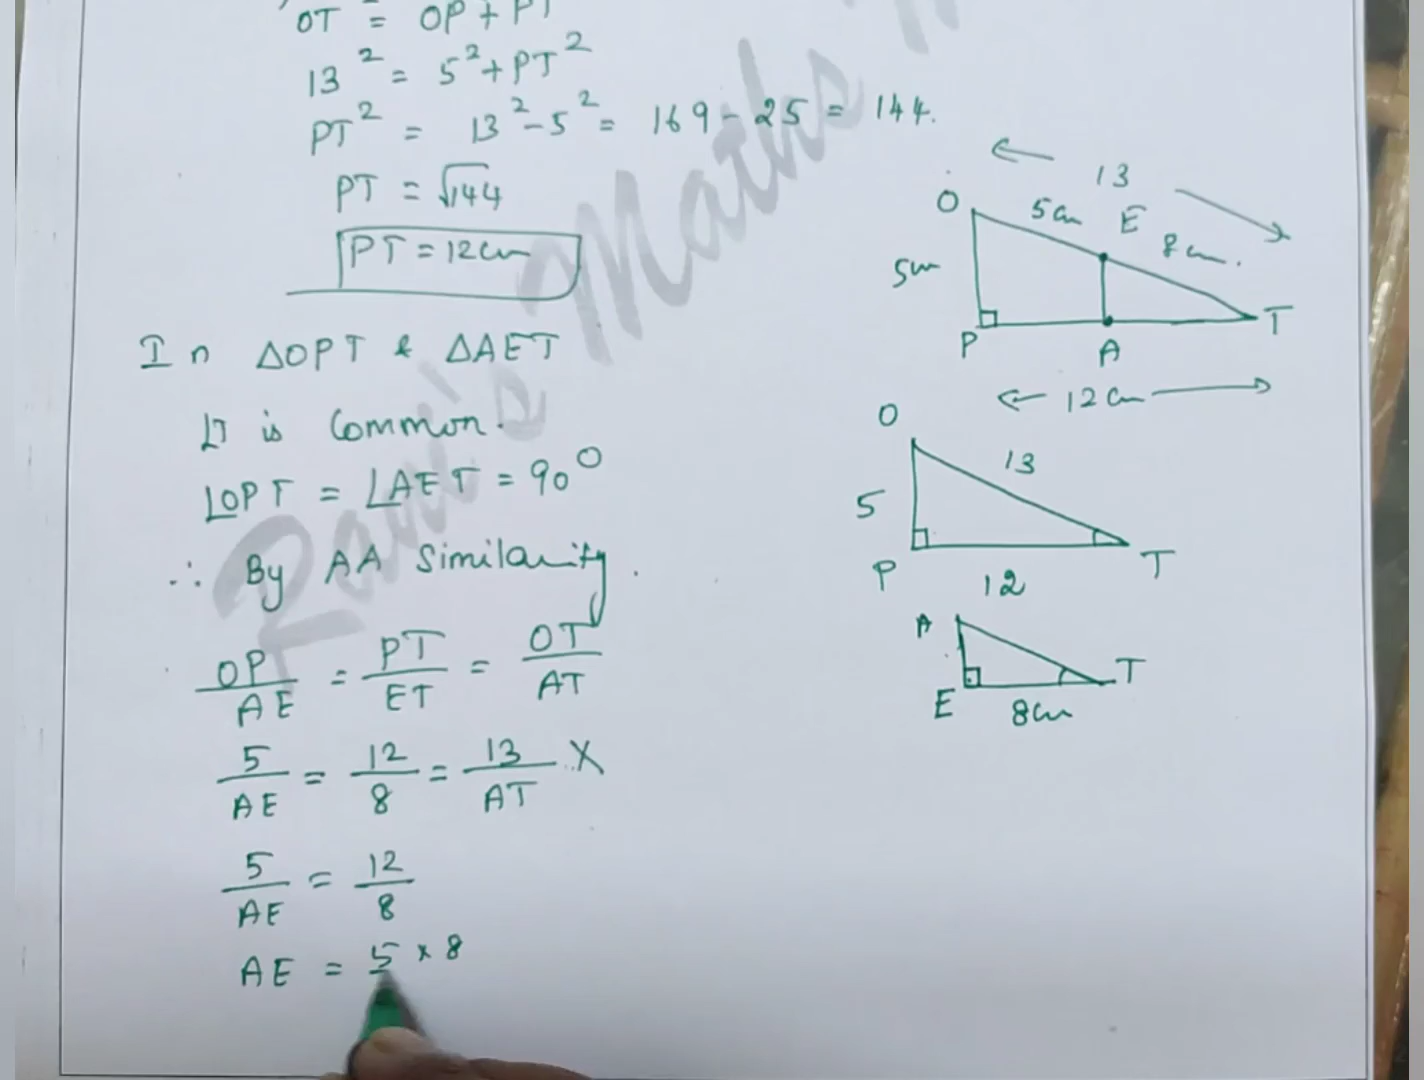 OT = OP + PT
13² = 5² + PT²
PT² = 13² - 5² = 169 - 25 = 144.
PT = √144
PT = 12cm
In ΔOPT & ΔAET
∠T is Common.
∠OPT = ∠AET = 90°
∴ By AA Similarity.
OP/AE = PT/ET = OT/AT
5/AE = 12/8 = 13/AT X
5/AE = 12/8
AE = 5 × 8
13
O 5cm E 8cm.
5cm
P A T
12cm
O
13
5
P 12 T
A
T
E 8cm
Rani's Maths